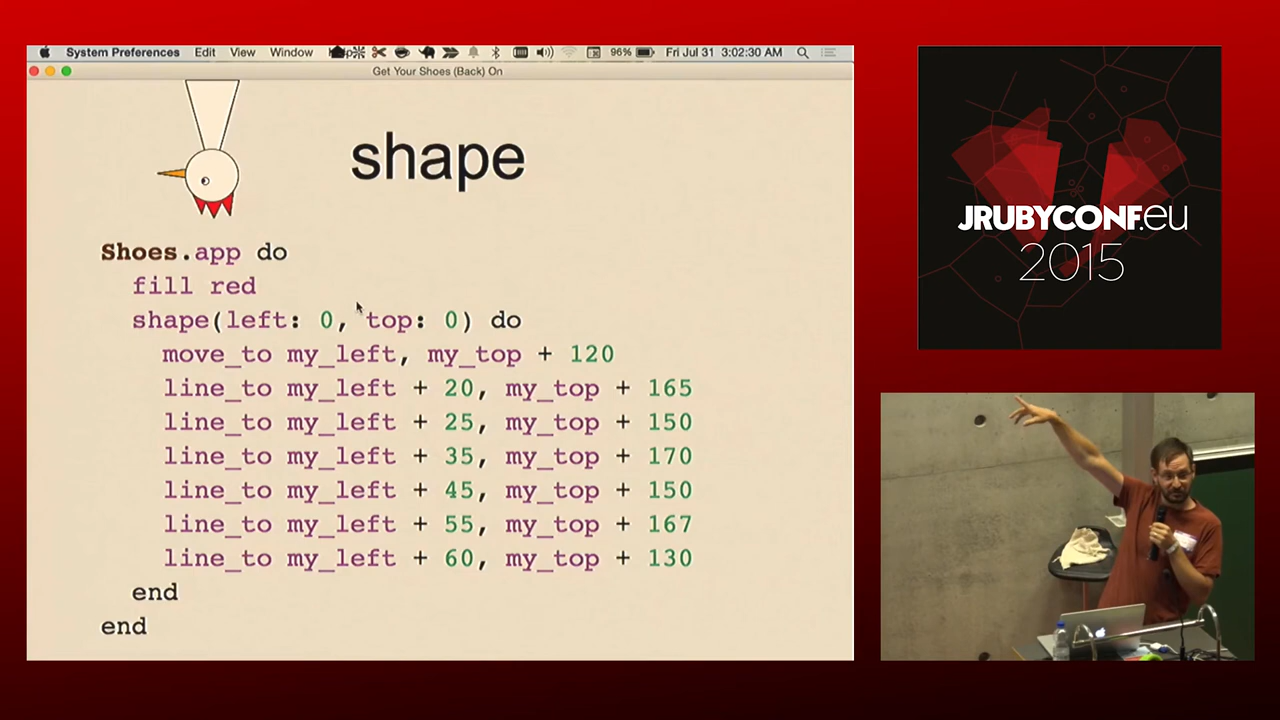 System Preferences Edit View Window 96% Fri Jul 31 3:02:30 AM
Get Your Shoes (Back) On
shape
Shoes.app do
fill red
shape(left: 0, top: 0) do
move_to my_left, my_top + 120
line_to my_left + 20, my_top + 165
line_to my_left + 25, my_top + 150
line_to my_left + 35, my_top + 170
line_to my_left + 45, my_top + 150
line_to my_left + 55, my_top + 167
line_to my_left + 60, my_top + 130
end
end
JRUBYCONF.EU
2015